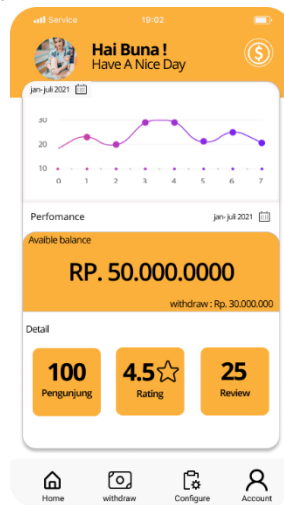 Service 19:02
Hai Buna !
Have A Nice Day
jan- juli 2021
30
20
10
0 1 2 3 4 5 6 7
Perfomance jan- juli 2021
Avaible balance
RP. 50.000.0000
withdraw : Rp. 30.000.000
Detail
100 4.5 25
Pengunjung Rating Review
Home withdraw Configure Account